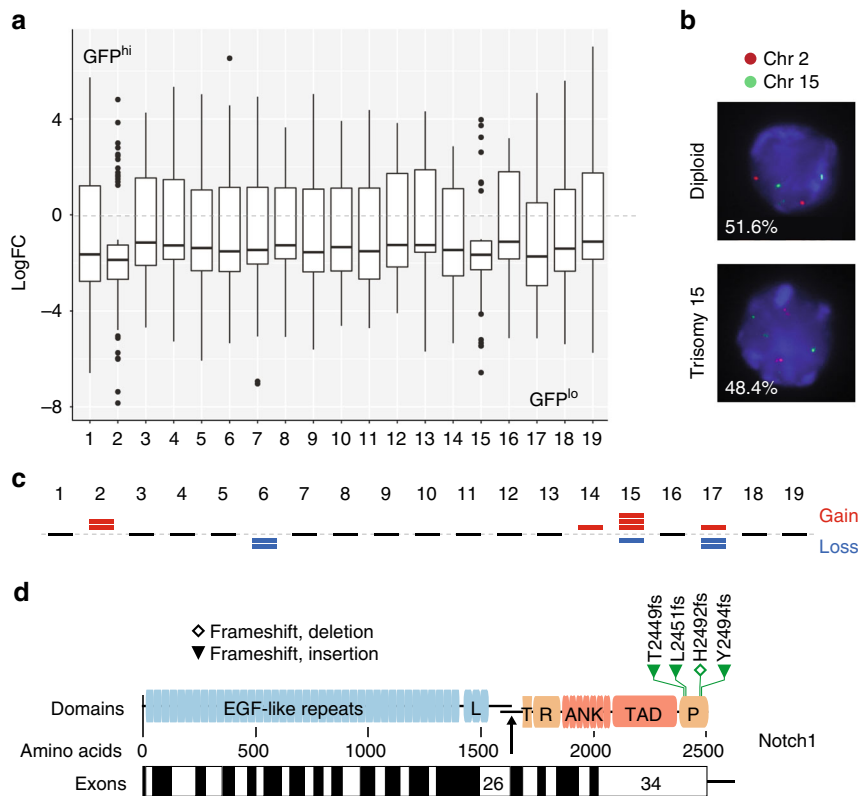 a
GFPhi
LogFC
4
0
−4
−8
GFPlo
1 2 3 4 5 6 7 8 9 10 11 12 13 14 15 16 17 18 19
b
Chr 2
Chr 15
Diploid
51.6%
Trisomy 15
48.4%
c
1 2 3 4 5 6 7 8 9 10 11 12 13 14 15 16 17 18 19
Gain
Loss
d
Frameshift, deletion
Frameshift, insertion
T2449fs
L2451fs
H2492fs
Y2494fs
Domains
EGF-like repeats L T R ANK TAD P
Amino acids
0 500 1000 1500 2000 2500
Notch1
Exons
26 34